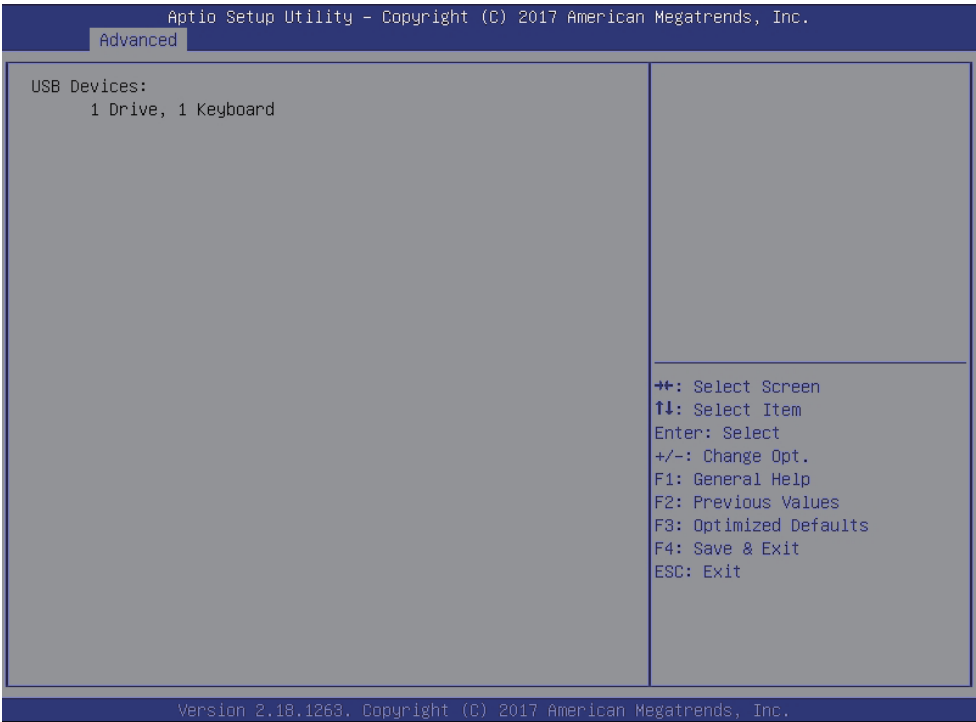 Aptio Setup Utility – Copyright (C) 2017 American Megatrends, Inc.
Advanced
USB Devices:
1 Drive, 1 Keyboard
→←: Select Screen
↑↓: Select Item
Enter: Select
+/-: Change Opt.
F1: General Help
F2: Previous Values
F3: Optimized Defaults
F4: Save & Exit
ESC: Exit
Version 2.18.1263. Copyright (C) 2017 American Megatrends, Inc.